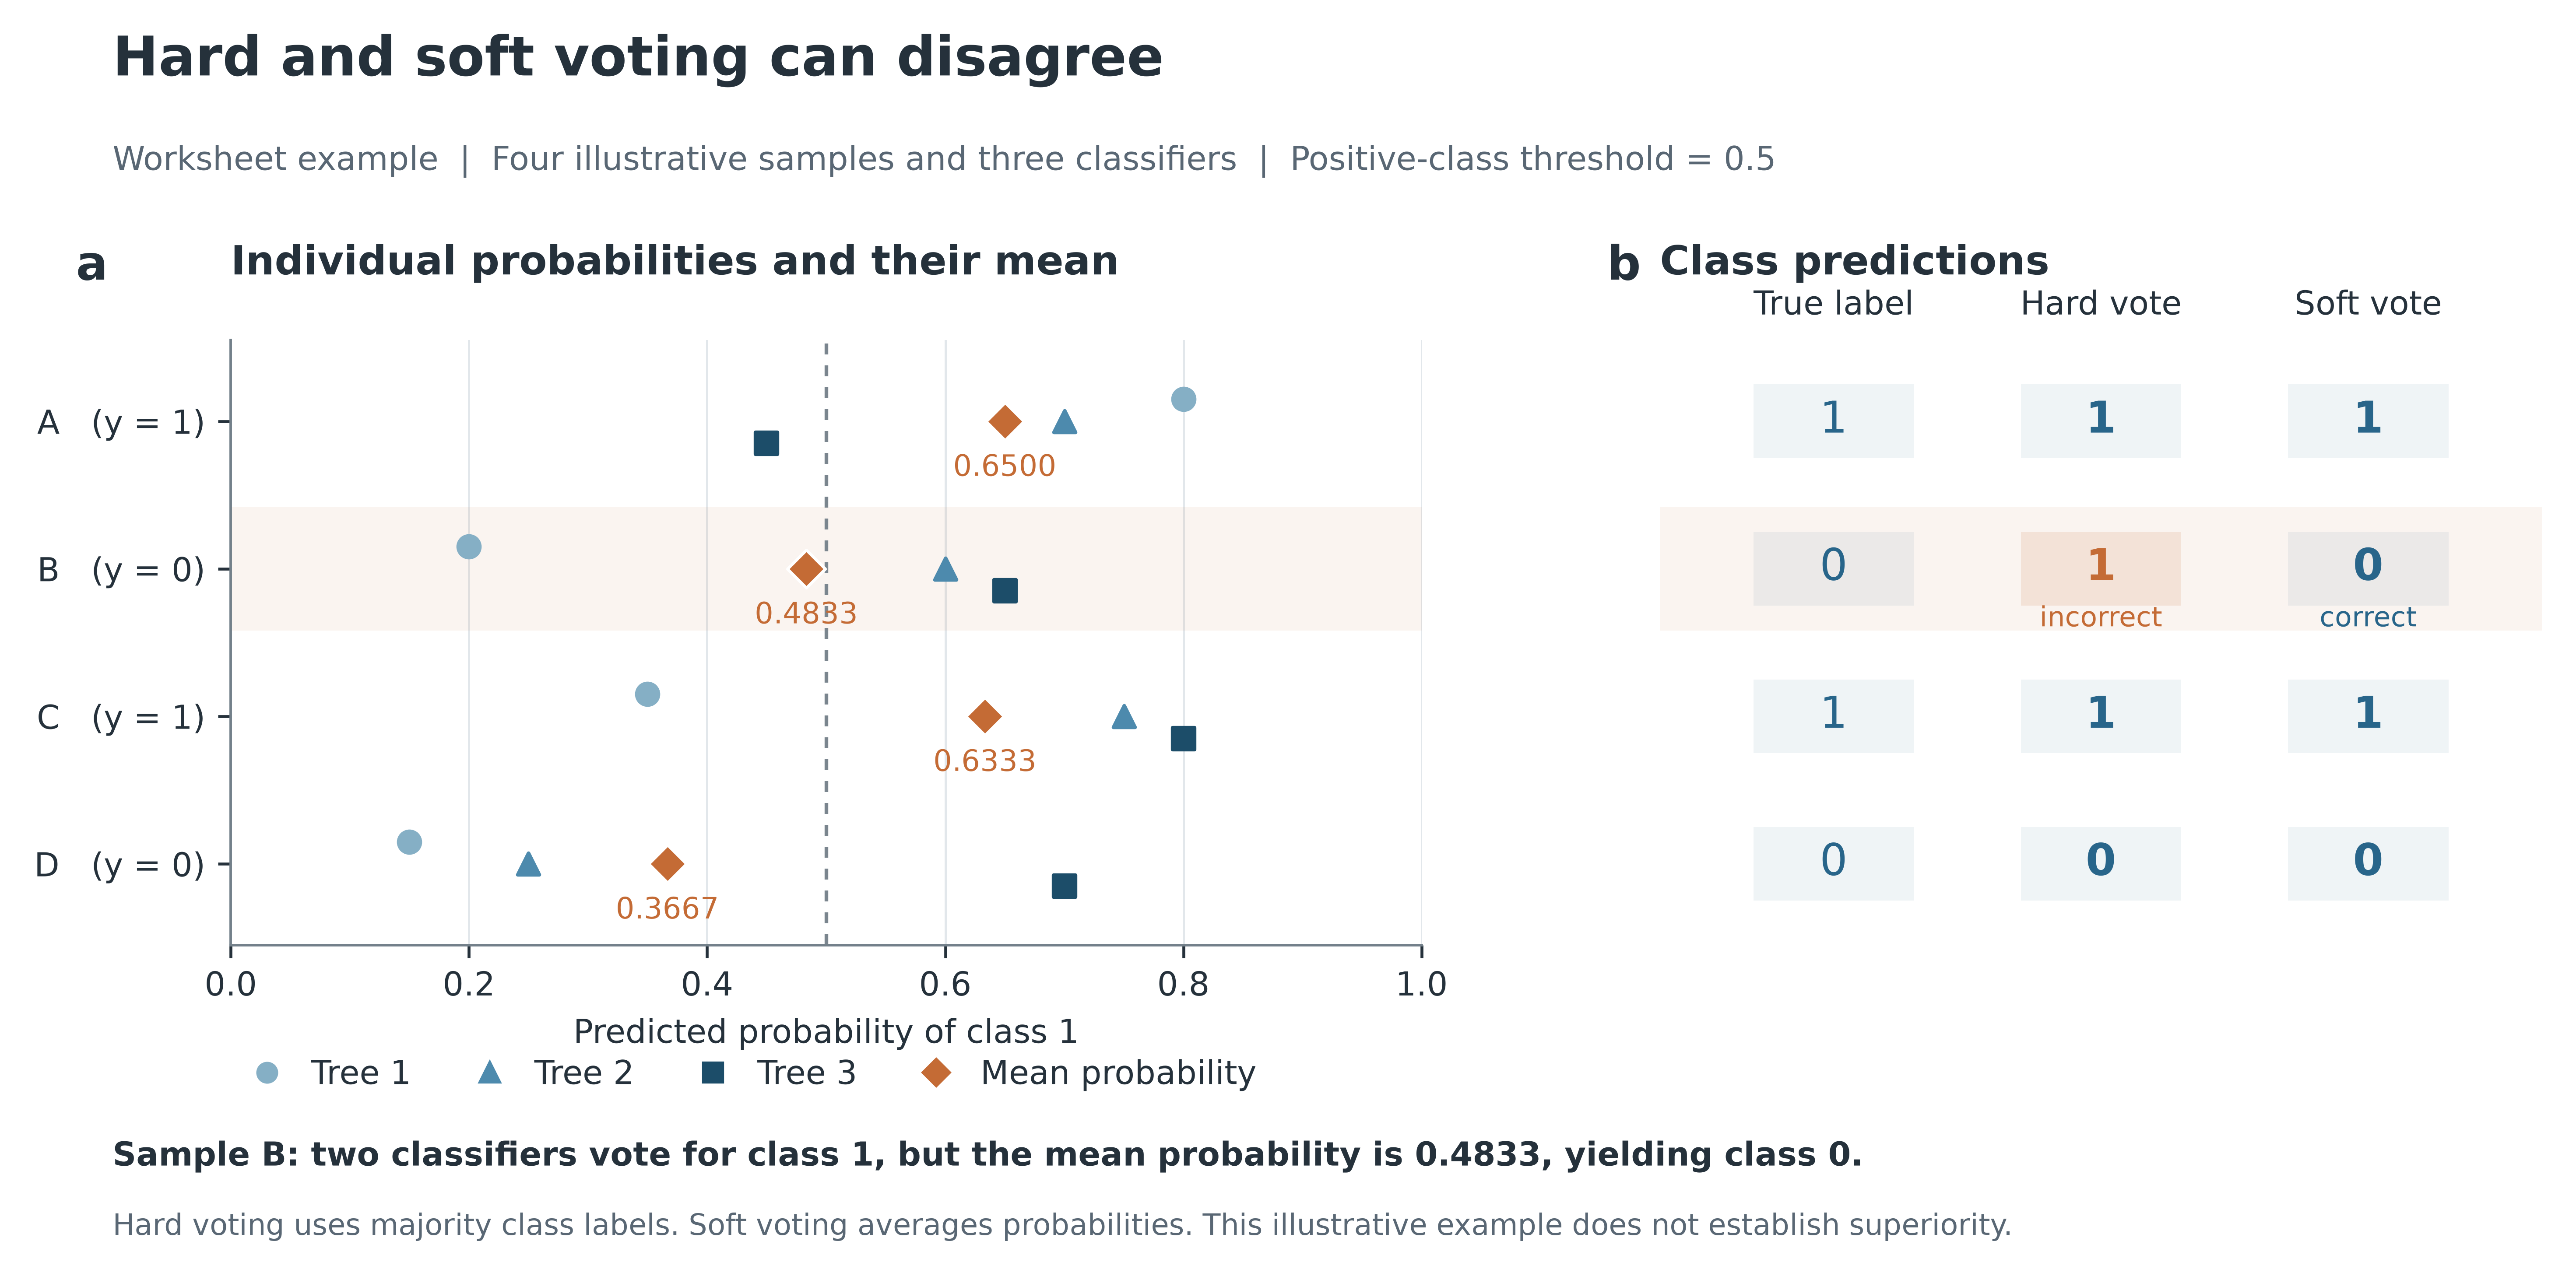 Hard and soft voting can disagree
Worksheet example | Four illustrative samples and three classifiers | Positive-class threshold = 0.5
a Individual probabilities and their mean
A (y = 1)
0.6500
B (y = 0)
0.4833
C (y = 1)
0.6333
D (y = 0)
0.3667
0.0 0.2 0.4 0.6 0.8 1.0
Predicted probability of class 1
Tree 1 Tree 2 Tree 3 Mean probability
b Class predictions
True label Hard vote Soft vote
1 1 1
0 1 0
incorrect correct
1 1 1
0 0 0
Sample B: two classifiers vote for class 1, but the mean probability is 0.4833, yielding class 0.
Hard voting uses majority class labels. Soft voting averages probabilities. This illustrative example does not establish superiority.